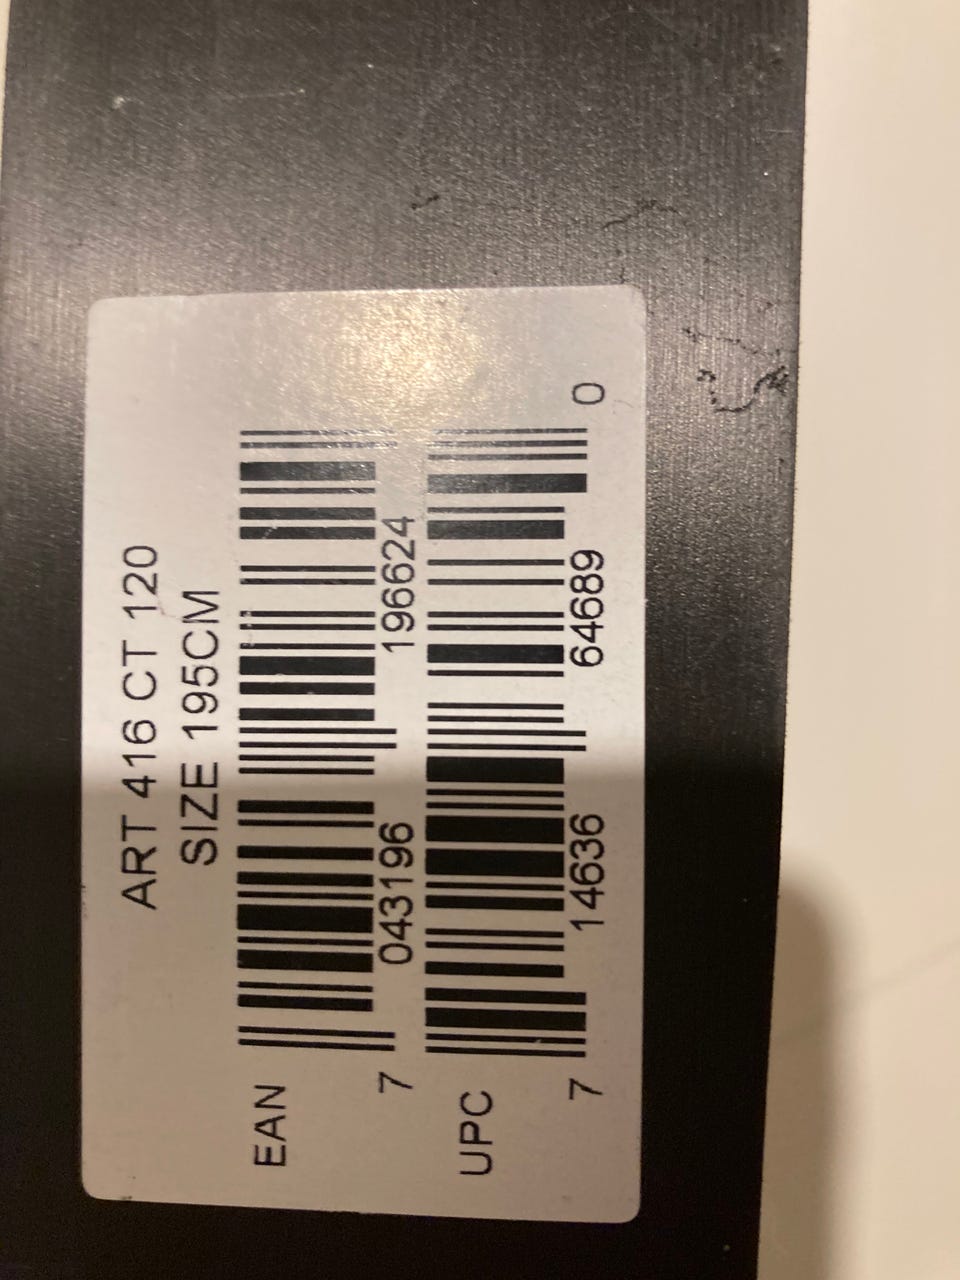 ART 416 CT 120
SIZE 195CM
EAN
7 043196 196624
UPC
7 14636 64689 0